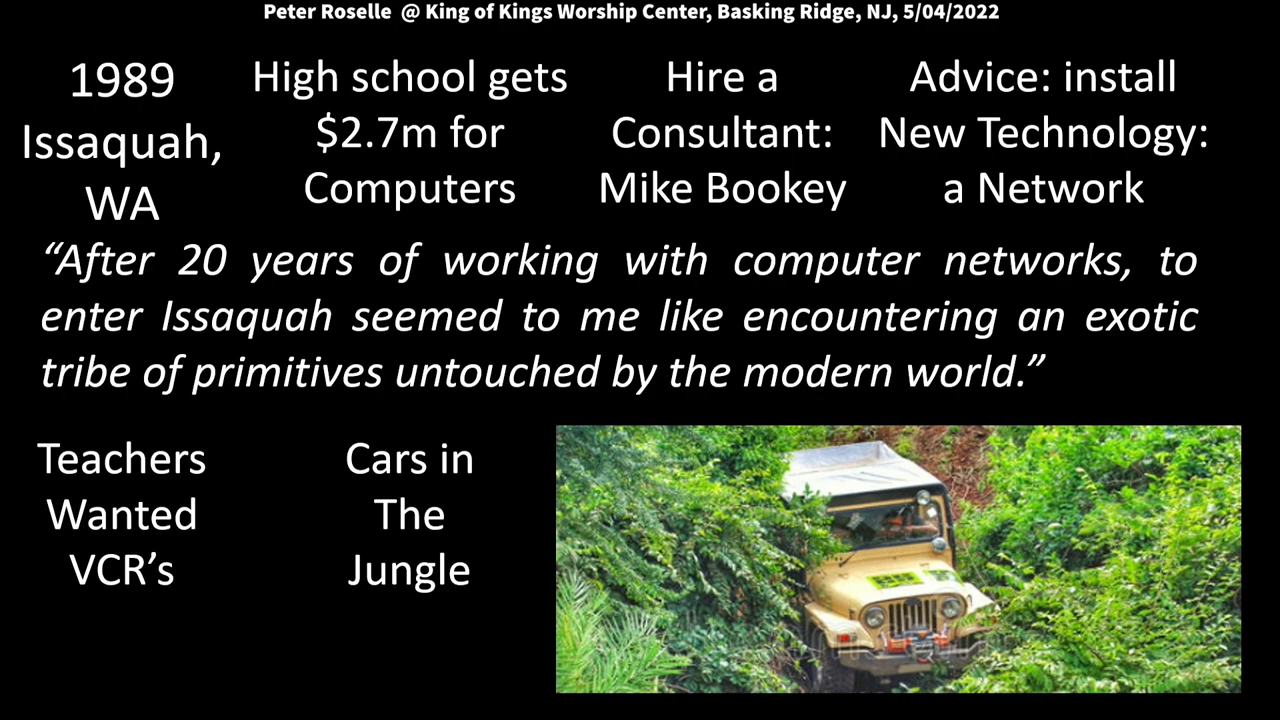 Peter Roselle @ King of Kings Worship Center, Basking Ridge, NJ, 5/04/2022
1989
Issaquah,
WA
High school gets
$2.7m for
Computers
Hire a
Consultant:
Mike Bookey
Advice: install
New Technology:
a Network
“After 20 years of working with computer networks, to
enter Issaquah seemed to me like encountering an exotic
tribe of primitives untouched by the modern world.”
Teachers
Wanted
VCR’s
Cars in
The
Jungle